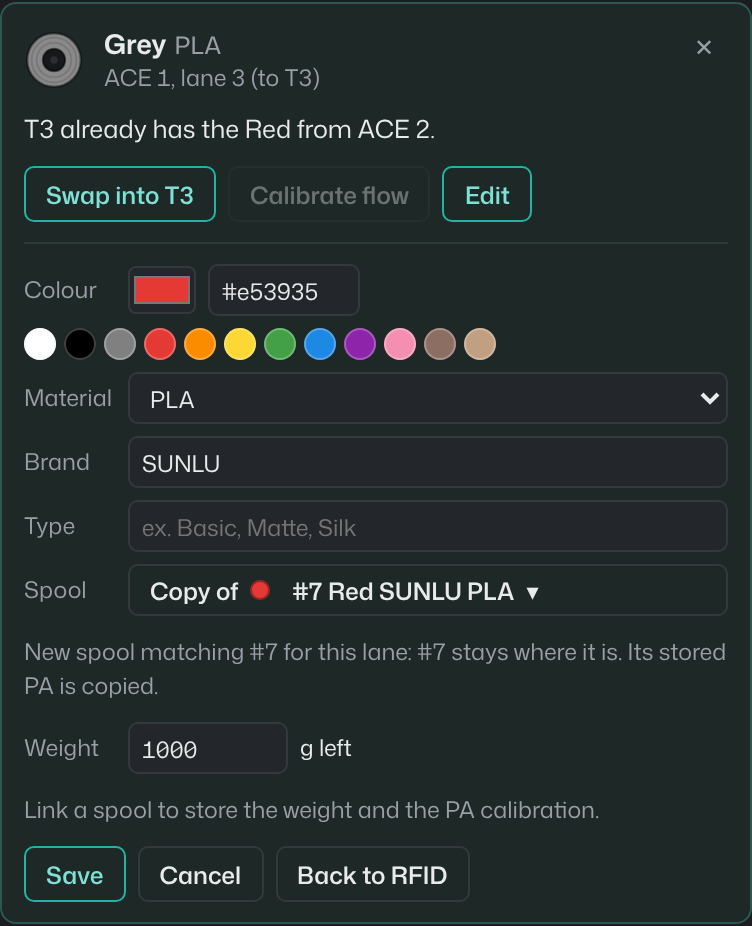 Grey PLA
ACE 1, lane 3 (to T3)
×
T3 already has the Red from ACE 2.
Swap into T3 Calibrate flow Edit
Colour #e53935
Material PLA
Brand SUNLU
Type ex. Basic, Matte, Silk
Spool Copy of #7 Red SUNLU PLA ▾
New spool matching #7 for this lane: #7 stays where it is. Its stored
PA is copied.
Weight 1000 g left
Link a spool to store the weight and the PA calibration.
Save Cancel Back to RFID